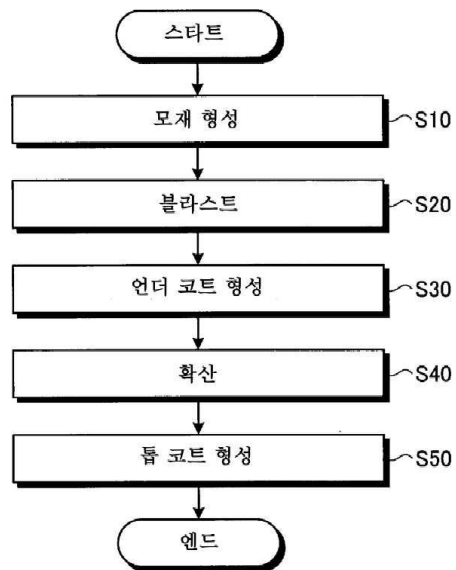 스타트
모재 형성
S10
블라스트
S20
언더 코트 형성
S30
확산
S40
톱 코트 형성
S50
엔드